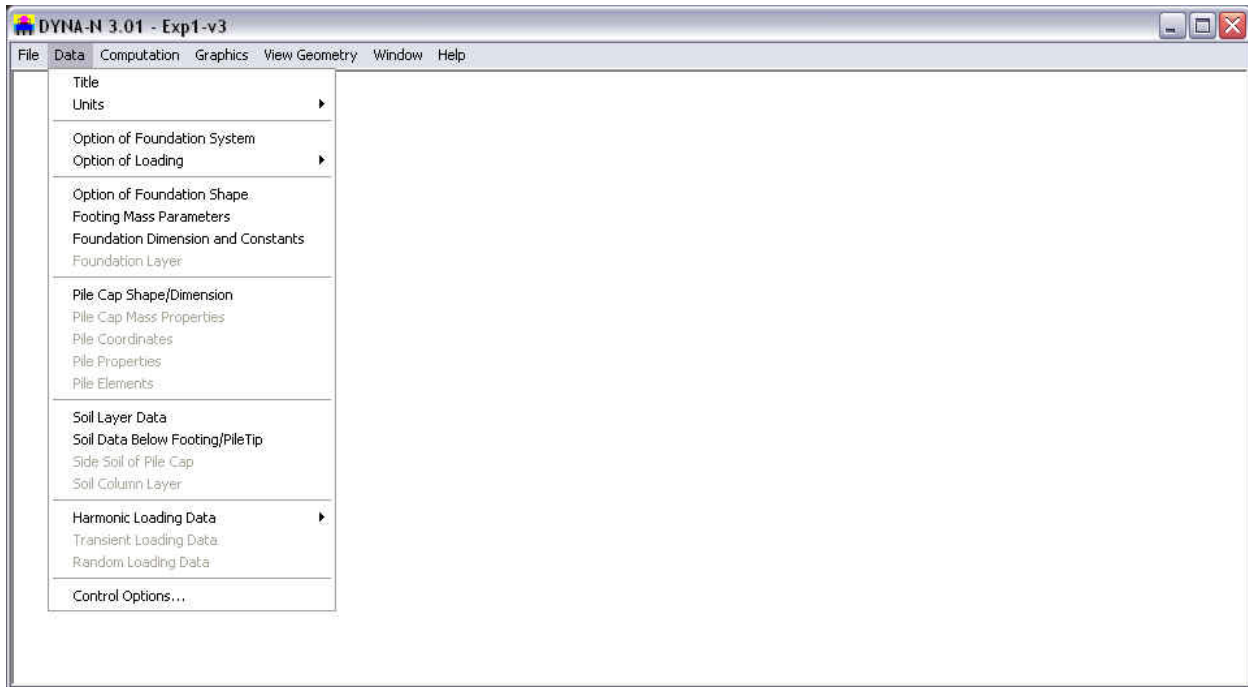 DYNA-N 3.01 - Exp1-v3
File Data Computation Graphics View Geometry Window Help
Title
Units
Option of Foundation System
Option of Loading
Option of Foundation Shape
Footing Mass Parameters
Foundation Dimension and Constants
Foundation Layer
Pile Cap Shape/Dimension
Pile Cap Mass Properties
Pile Coordinates
Pile Properties
Pile Elements
Soil Layer Data
Soil Data Below Footing/PileTip
Side Soil of Pile Cap
Soil Column Layer
Harmonic Loading Data
Transient Loading Data
Random Loading Data
Control Options...